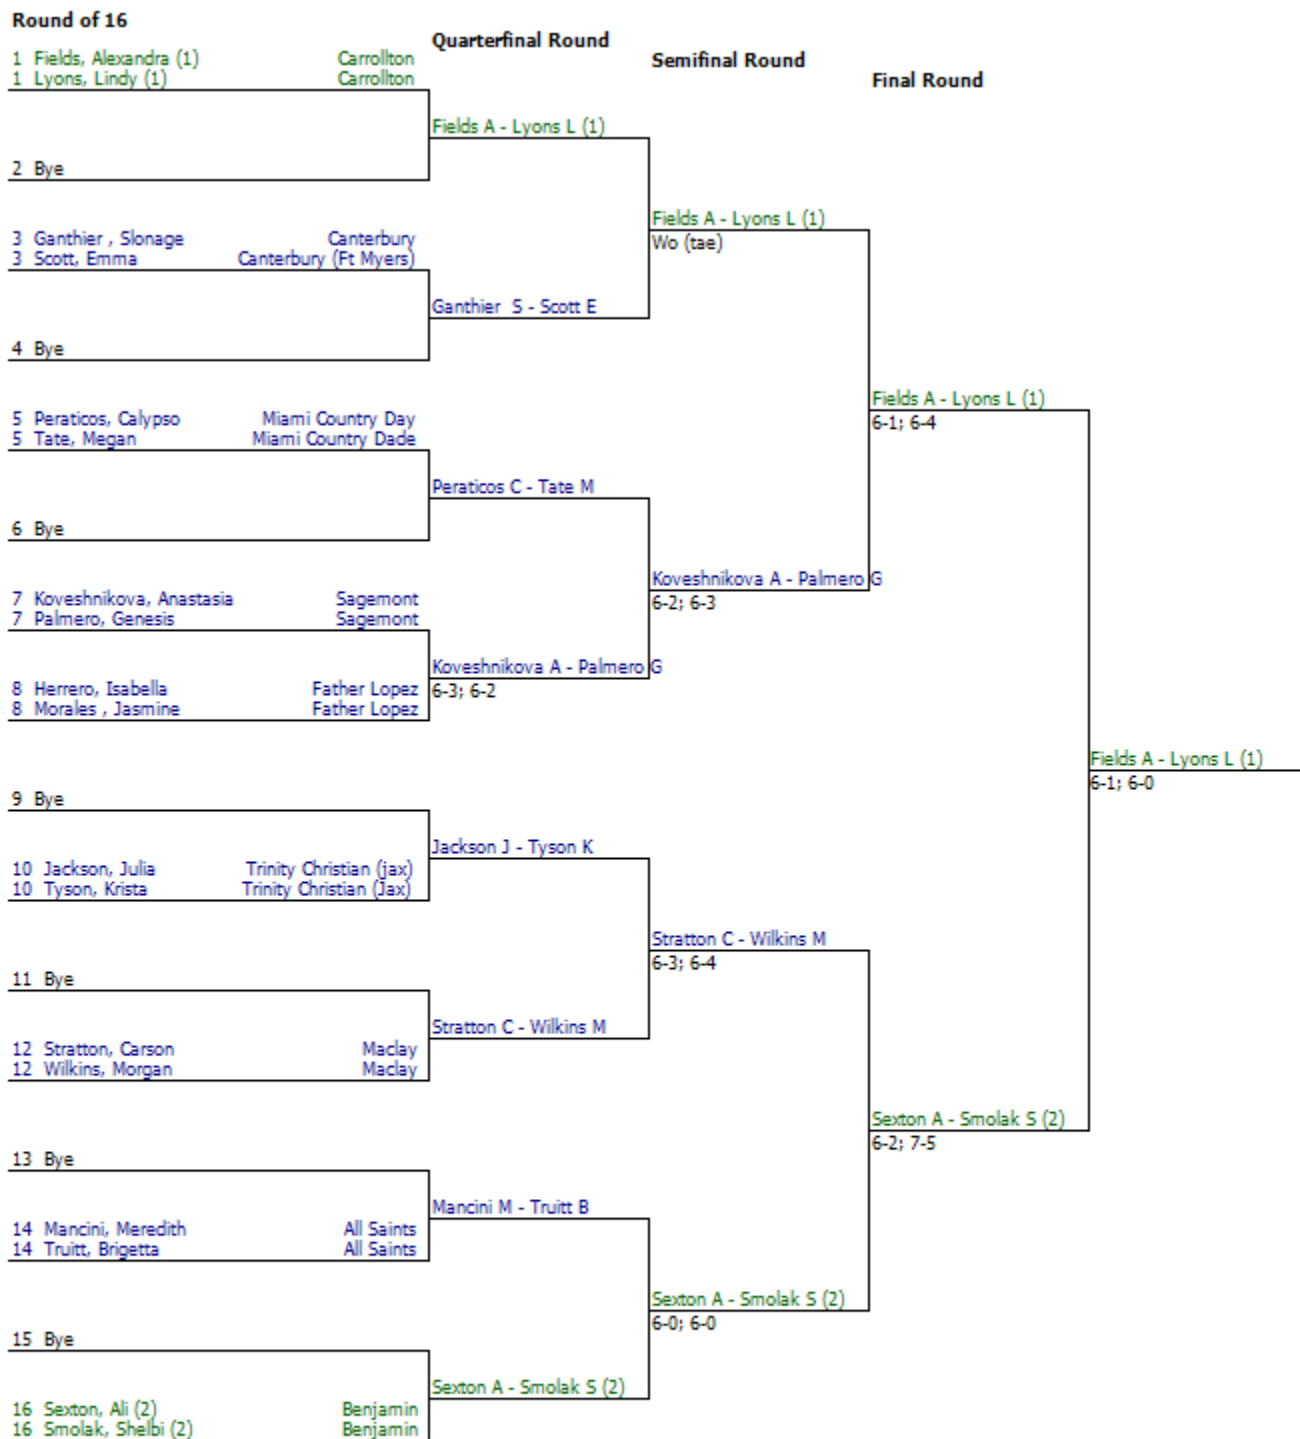 Round of 16
Quarterfinal Round
Semifinal Round
Final Round
1 Fields, Alexandra (1) Carrollton
1 Lyons, Lindy (1) Carrollton
Fields A - Lyons L (1)
2 Bye
Fields A - Lyons L (1)
Wo (tae)
3 Ganthier , Slonage Canterbury
3 Scott, Emma Canterbury (Ft Myers)
Ganthier S - Scott E
4 Bye
Fields A - Lyons L (1)
6-1; 6-4
5 Peraticos, Calypso Miami Country Day
5 Tate, Megan Miami Country Dade
Peraticos C - Tate M
6 Bye
Koveshnikova A - Palmero G
6-2; 6-3
7 Koveshnikova, Anastasia Sagemont
7 Palmero, Genesis Sagemont
Koveshnikova A - Palmero G
6-3; 6-2
8 Herrero, Isabella Father Lopez
8 Morales , Jasmine Father Lopez
Fields A - Lyons L (1)
6-1; 6-0
9 Bye
Jackson J - Tyson K
10 Jackson, Julia Trinity Christian (jax)
10 Tyson, Krista Trinity Christian (Jax)
Stratton C - Wilkins M
6-3; 6-4
11 Bye
Stratton C - Wilkins M
12 Stratton, Carson Maclay
12 Wilkins, Morgan Maclay
Sexton A - Smolak S (2)
6-2; 7-5
13 Bye
Mancini M - Truitt B
14 Mancini, Meredith All Saints
14 Truitt, Brigetta All Saints
Sexton A - Smolak S (2)
6-0; 6-0
15 Bye
Sexton A - Smolak S (2)
16 Sexton, Ali (2) Benjamin
16 Smolak, Shelbi (2) Benjamin